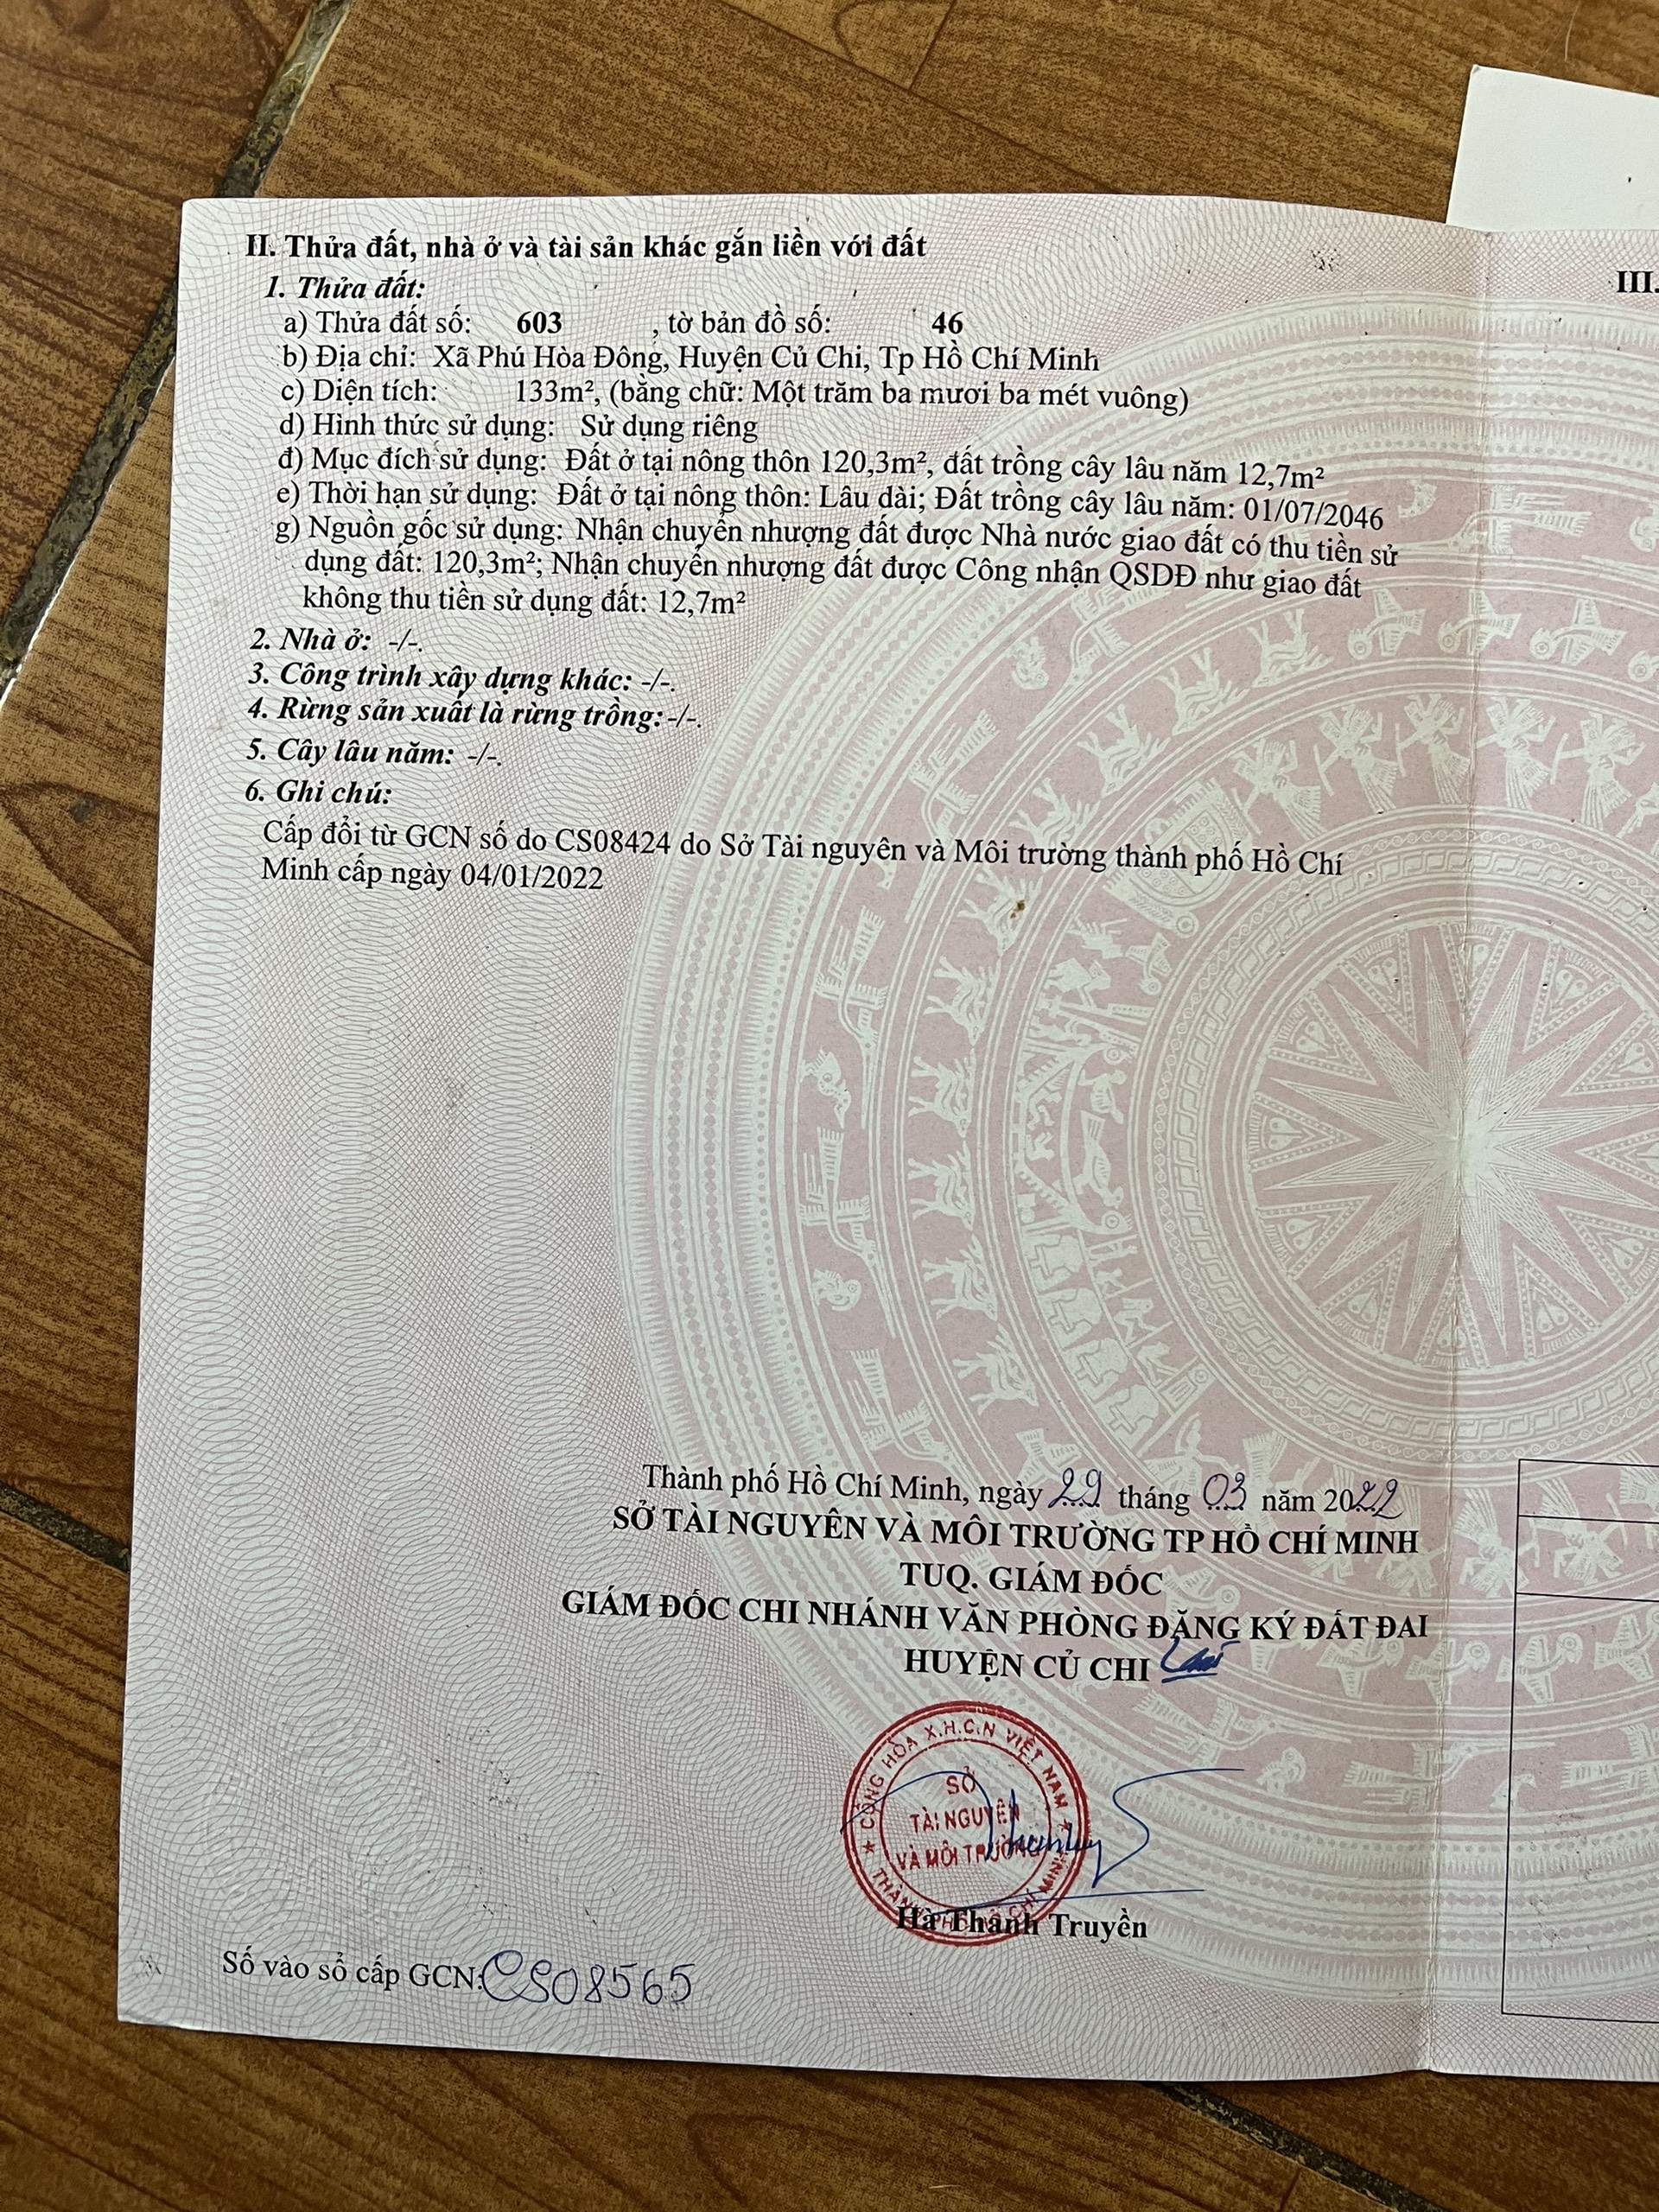 II. Thửa đất, nhà ở và tài sản khác gắn liền với đất
III.
1. Thửa đất:
a) Thửa đất số: 603 , tờ bản đồ số: 46
b) Địa chỉ: Xã Phú Hòa Đông, Huyện Củ Chi, Tp Hồ Chí Minh
c) Diện tích: 133m², (bằng chữ: Một trăm ba mươi ba mét vuông)
d) Hình thức sử dụng: Sử dụng riêng
đ) Mục đích sử dụng: Đất ở tại nông thôn 120,3m², đất trồng cây lâu năm 12,7m²
e) Thời hạn sử dụng: Đất ở tại nông thôn: Lâu dài; Đất trồng cây lâu năm: 01/07/2046
g) Nguồn gốc sử dụng: Nhận chuyển nhượng đất được Nhà nước giao đất có thu tiền sử
dụng đất: 120,3m²; Nhận chuyển nhượng đất được Công nhận QSDĐ như giao đất
không thu tiền sử dụng đất: 12,7m²
2. Nhà ở: -/-.
3. Công trình xây dựng khác: -/-.
4. Rừng sản xuất là rừng trồng: -/-.
5. Cây lâu năm: -/-.
6. Ghi chú:
Cấp đổi từ GCN số do CS08424 do Sở Tài nguyên và Môi trường thành phố Hồ Chí
Minh cấp ngày 04/01/2022
Thành phố Hồ Chí Minh, ngày 29 tháng 03 năm 2022
SỞ TÀI NGUYÊN VÀ MÔI TRƯỜNG TP HỒ CHÍ MINH
TUQ. GIÁM ĐỐC
GIÁM ĐỐC CHI NHÁNH VĂN PHÒNG ĐĂNG KÝ ĐẤT ĐAI
HUYỆN CỦ CHI
CỘNG HÒA X.H.C.N VIỆT NAM
SỞ
TÀI NGUYÊN
VÀ MÔI TRƯỜNG
THÀNH PHỐ HỒ CHÍ MINH
Hà Thanh Truyền
Số vào sổ cấp GCN: CS08565